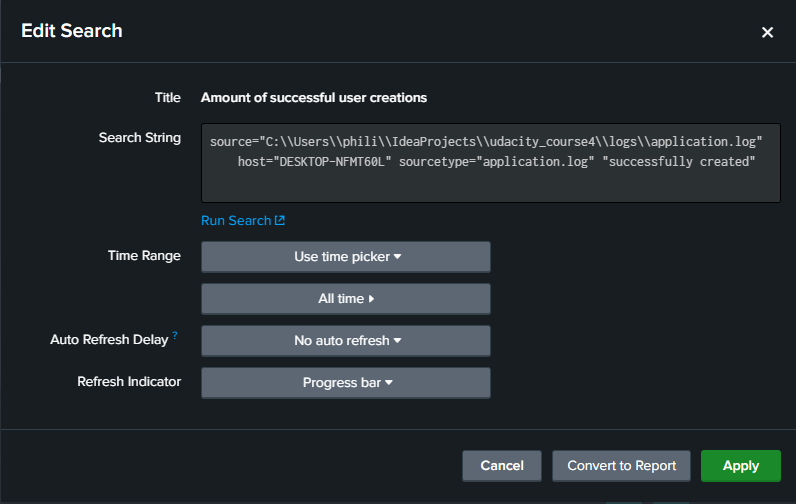 Edit Search
Title Amount of successful user creations
Search String source="C:\\Users\\phili\\IdeaProjects\\udacity_course4\\logs\\application.log"
host="DESKTOP-NFMT60L" sourcetype="application.log" "successfully created"
Run Search
Time Range Use time picker
All time
Auto Refresh Delay ? No auto refresh
Refresh Indicator Progress bar
Cancel Convert to Report Apply